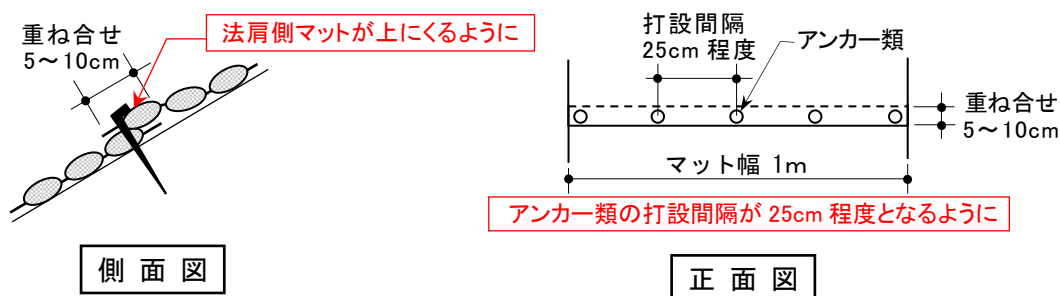 重ね合せ
5～10cm
法肩側マットが上にくるように
側面図
打設間隔
25cm 程度
アンカー類
重ね合せ
5～10cm
マット幅 1m
アンカー類の打設間隔が 25cm 程度となるように
正面図